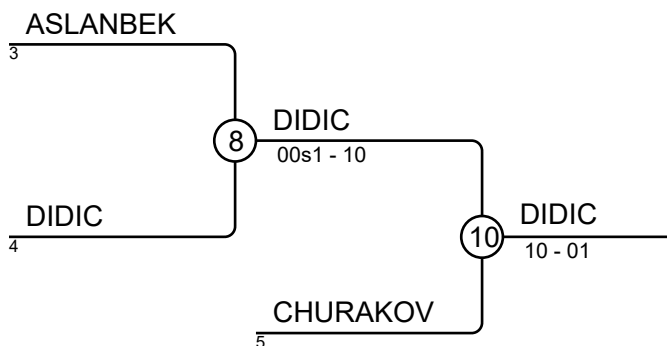 ASLANBEK
3
8
DIDIC
00s1 - 10
DIDIC
4
10
DIDIC
10 - 01
CHURAKOV
5